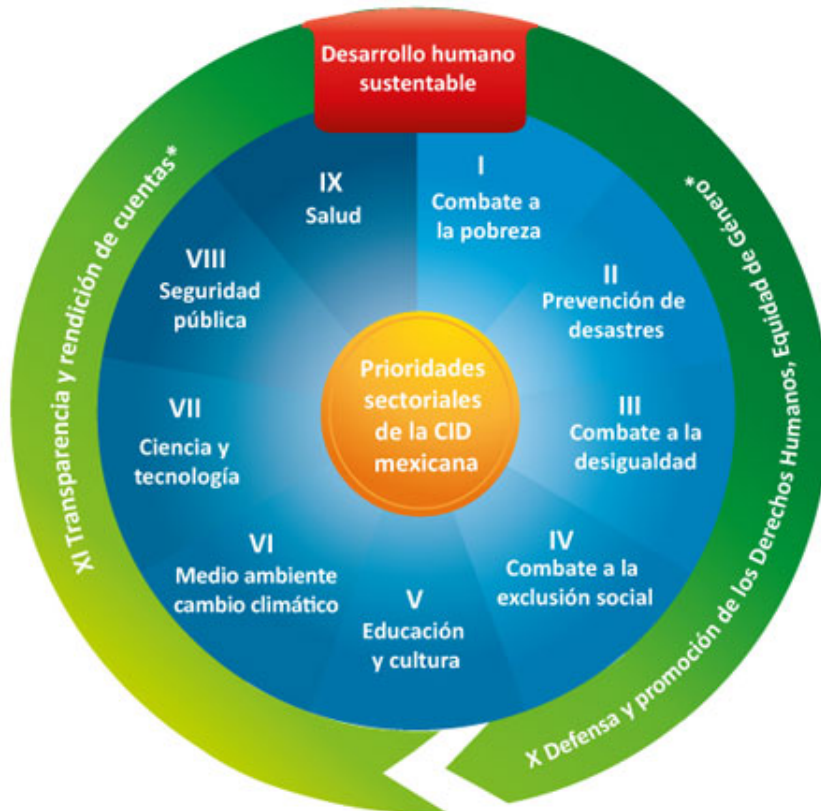 Desarrollo humano
sustentable
I
Combate a
la pobreza
II
Prevención de
desastres
III
Combate a la
desigualdad
IV
Combate a la
exclusión social
V
Educación
y cultura
VI
Medio ambiente
cambio climático
VII
Ciencia y
tecnología
VIII
Seguridad
pública
IX
Salud
Prioridades
sectoriales
de la CID
mexicana
X Defensa y promoción de los Derechos Humanos, Equidad de Género*
XI Transparencia y rendición de cuentas*